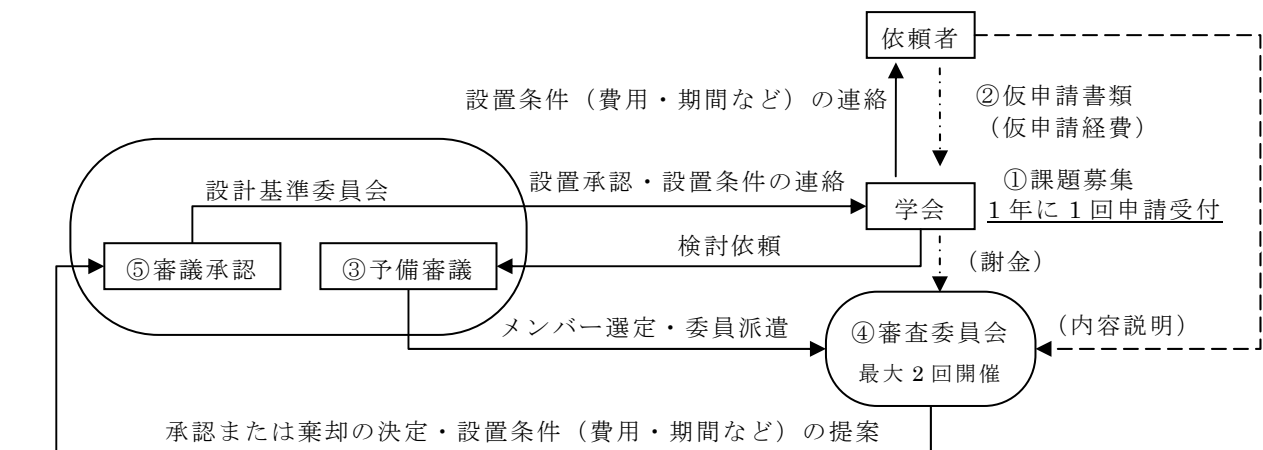 依頼者
設置条件（費用・期間など）の連絡
②仮申請書類
（仮申請経費）
設計基準委員会
設置承認・設置条件の連絡
①課題募集
学会
1年に1回申請受付
⑤審議承認
③予備審議
検討依頼
（謝金）
メンバー選定・委員派遣
④審査委員会
最大2回開催
（内容説明）
承認または棄却の決定・設置条件（費用・期間など）の提案